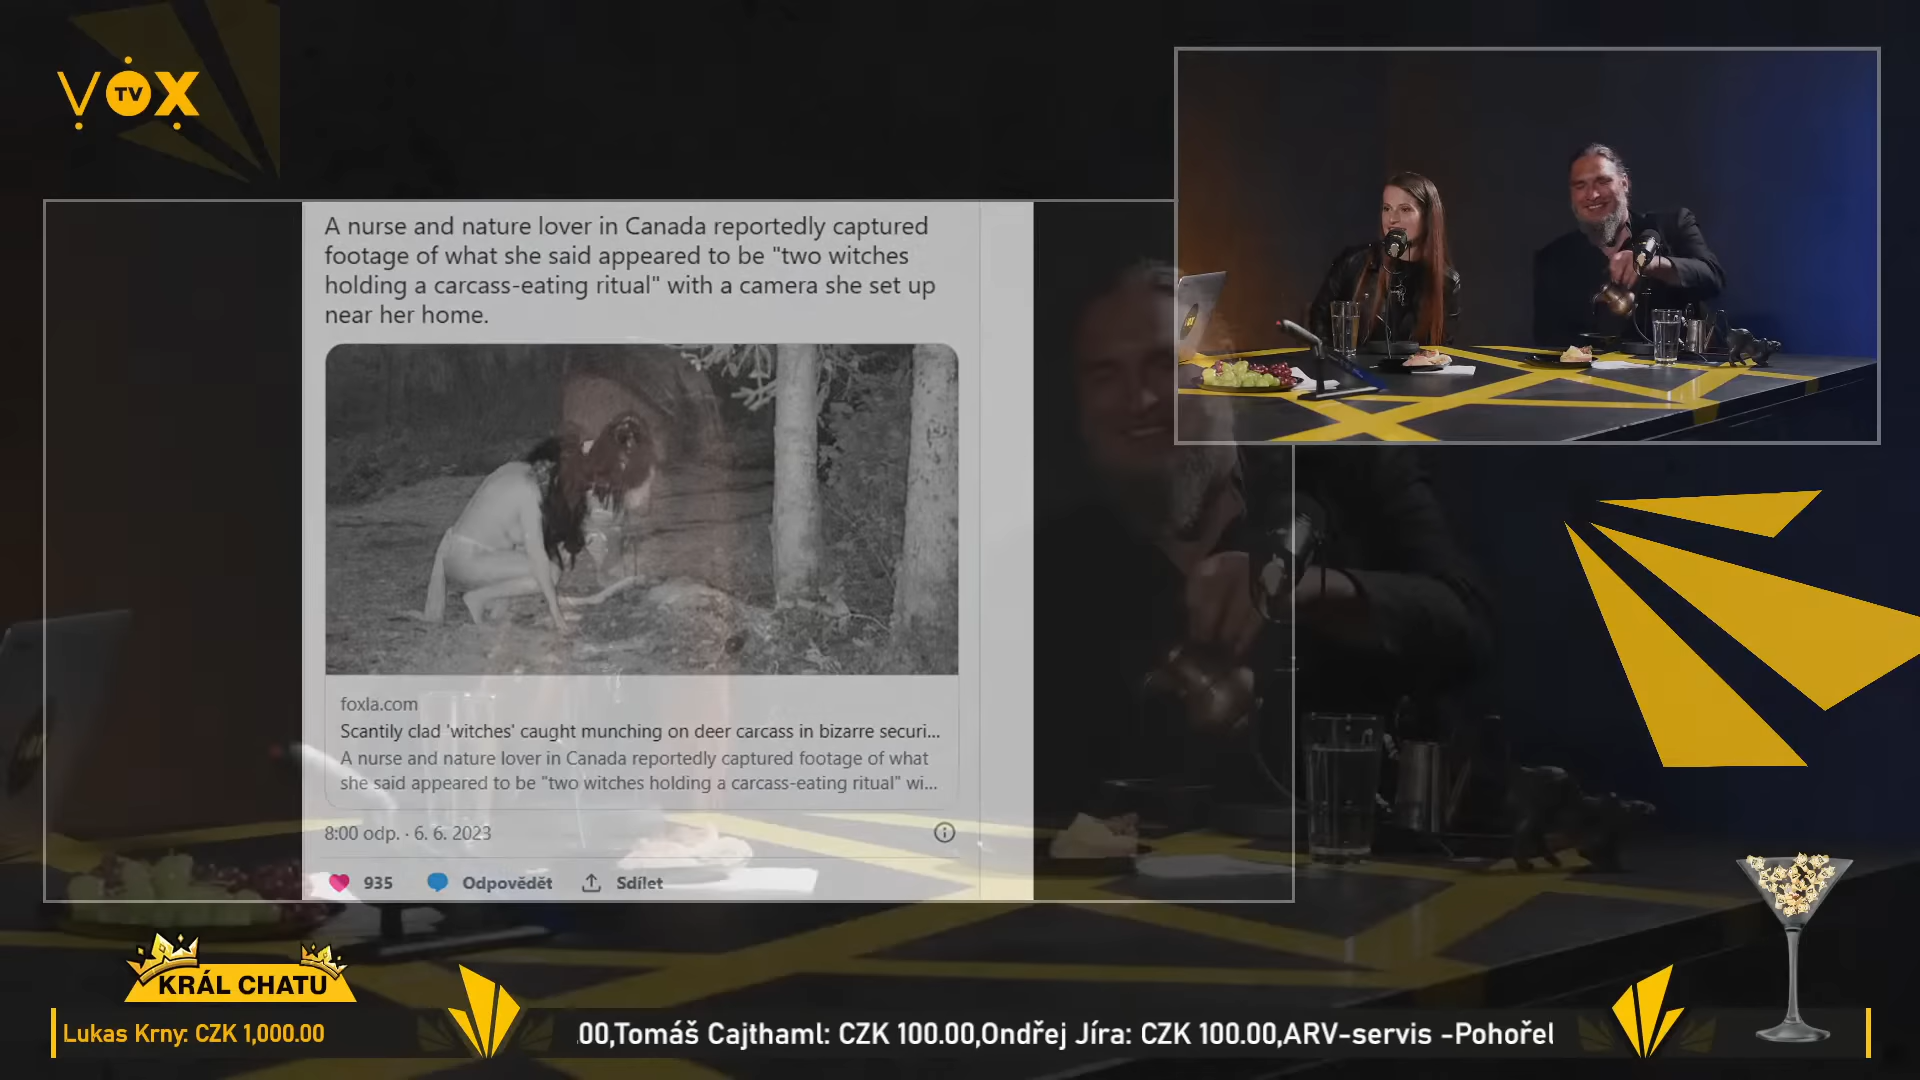 VOX
TV
A nurse and nature lover in Canada reportedly captured
footage of what she said appeared to be "two witches
holding a carcass-eating ritual" with a camera she set up
near her home.
foxla.com
Scantily clad 'witches' caught munching on deer carcass in bizarre securi...
A nurse and nature lover in Canada reportedly captured footage of what
she said appeared to be "two witches holding a carcass-eating ritual" wi...
8:00 odp. · 6. 6. 2023
935 Odpovědět Sdílet
KRÁL CHATU
Lukas Krny: CZK 1,000.00
.00,Tomáš Cajthaml: CZK 100.00,Ondřej Jíra: CZK 100.00,ARV-servis -Pohořel